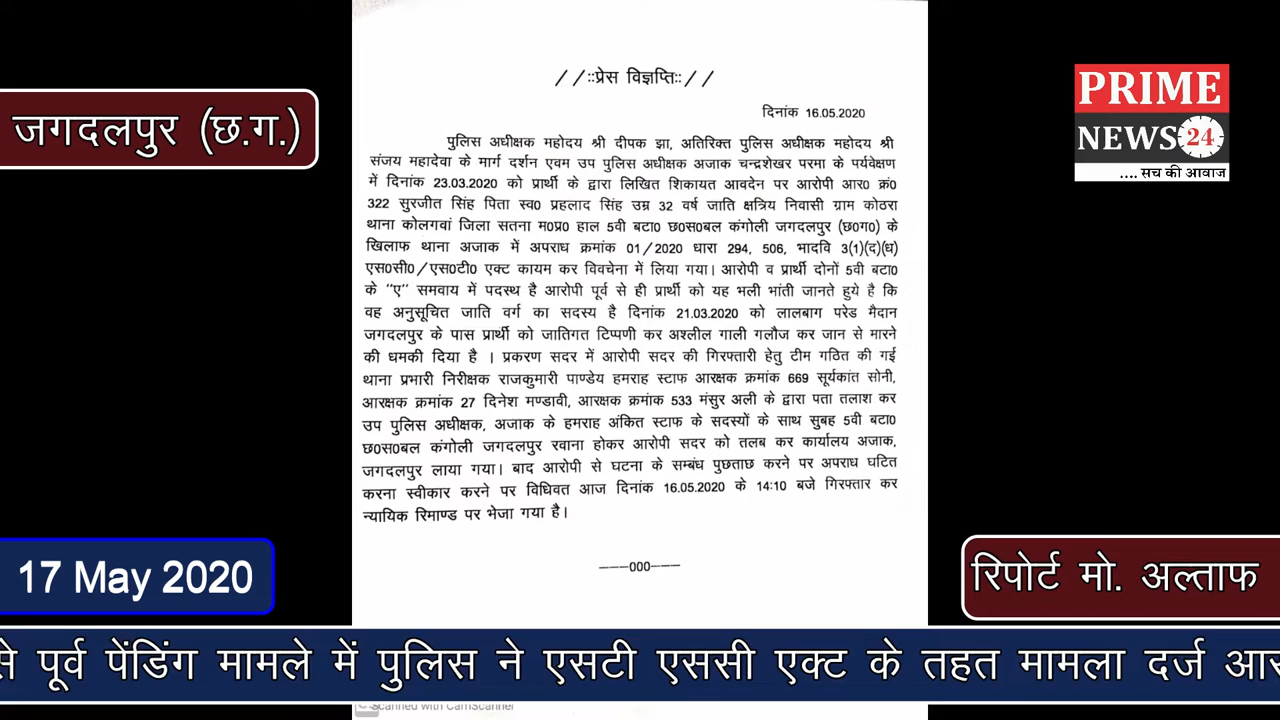 //::प्रेस विज्ञप्ति:://
दिनांक 16.05.2020
पुलिस अधीक्षक महोदय श्री दीपक झा, अतिरिक्त पुलिस अधीक्षक महोदय श्री
संजय महादेवा के मार्ग दर्शन एवम उप पुलिस अधीक्षक अजाक चन्द्रशेखर परमा के पर्यवेक्षण
में दिनांक 23.03.2020 को प्रार्थी के द्वारा लिखित शिकायत आवदेन पर आरोपी आर0 क्रं0
322 सुरजीत सिंह पिता स्व0 प्रहलाद सिंह उम्र 32 वर्ष जाति क्षत्रिय निवासी ग्राम कोठरा
थाना कोलगवां जिला सतना म0प्र0 हाल 5वी बटा0 छ0स0बल कंगोली जगदलपुर (छ0ग0) के
खिलाफ थाना अजाक में अपराध क्रमांक 01/2020 धारा 294, 506, भादवि 3(1)(द)(ध)
एस0सी0/एस0टी0 एक्ट कायम कर विवचेना में लिया गया। आरोपी व प्रार्थी दोनों 5वी बटा0
के "ए" समवाय में पदस्थ है आरोपी पूर्व से ही प्रार्थी को यह भली भांती जानते हुये है कि
वह अनुसूचित जाति वर्ग का सदस्य है दिनांक 21.03.2020 को लालबाग परेड मैदान
जगदलपुर के पास प्रार्थी को जातिगत टिप्पणी कर अश्लील गाली गलौज कर जान से मारने
की धमकी दिया है । प्रकरण सदर में आरोपी सदर की गिरफ्तारी हेतु टीम गठित की गई
थाना प्रभारी निरीक्षक राजकुमारी पाण्डेय हमराह स्टाफ आरक्षक क्रमांक 669 सूर्यकांत सोनी,
आरक्षक क्रमांक 27 दिनेश मण्डावी, आरक्षक क्रमांक 533 मंसुर अली के द्वारा पता तलाश कर
उप पुलिस अधीक्षक, अजाक के हमराह अंकित स्टाफ के सदस्यों के साथ सुबह 5वी बटा0
छ0स0बल कंगोली जगदलपुर रवाना होकर आरोपी सदर को तलब कर कार्यालय अजाक,
जगदलपुर लाया गया। बाद आरोपी से घटना के सम्बंध पुछताछ करने पर अपराध घटित
करना स्वीकार करने पर विधिवत आज दिनांक 16.05.2020 के 14:10 बजे गिरफ्तार कर
न्यायिक रिमाण्ड पर भेजा गया है।
———000———
जगदलपुर (छ.ग.)
PRIME
NEWS 24
.... सच की आवाज
17 May 2020
रिपोर्ट मो. अल्ताफ
से पूर्व पेंडिंग मामले में पुलिस ने एसटी एससी एक्ट के तहत मामला दर्ज आर
Scanned with CamScanner